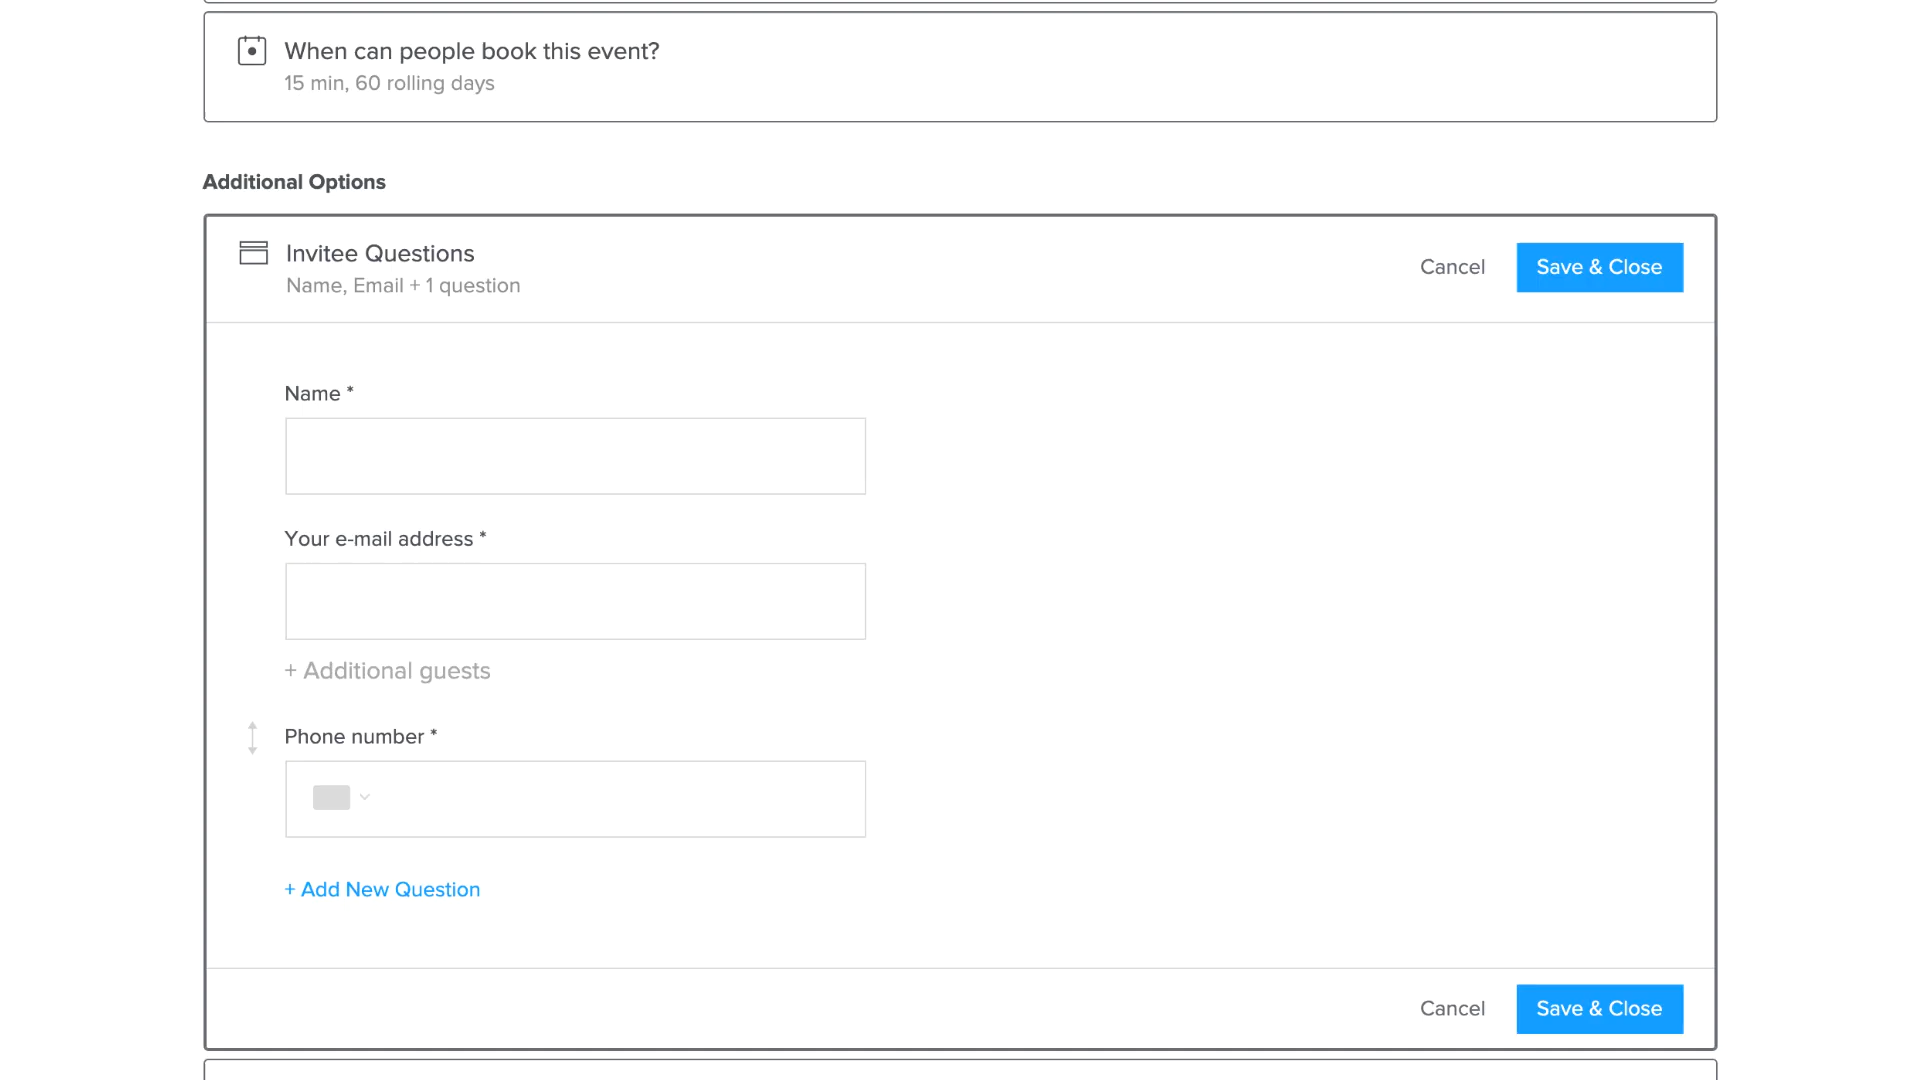 When can people book this event?
15 min, 60 rolling days
Additional Options
Invitee Questions
Name, Email + 1 question
Cancel
Save & Close
Name *
Your e-mail address *
+ Additional guests
Phone number *
+ Add New Question
Cancel
Save & Close